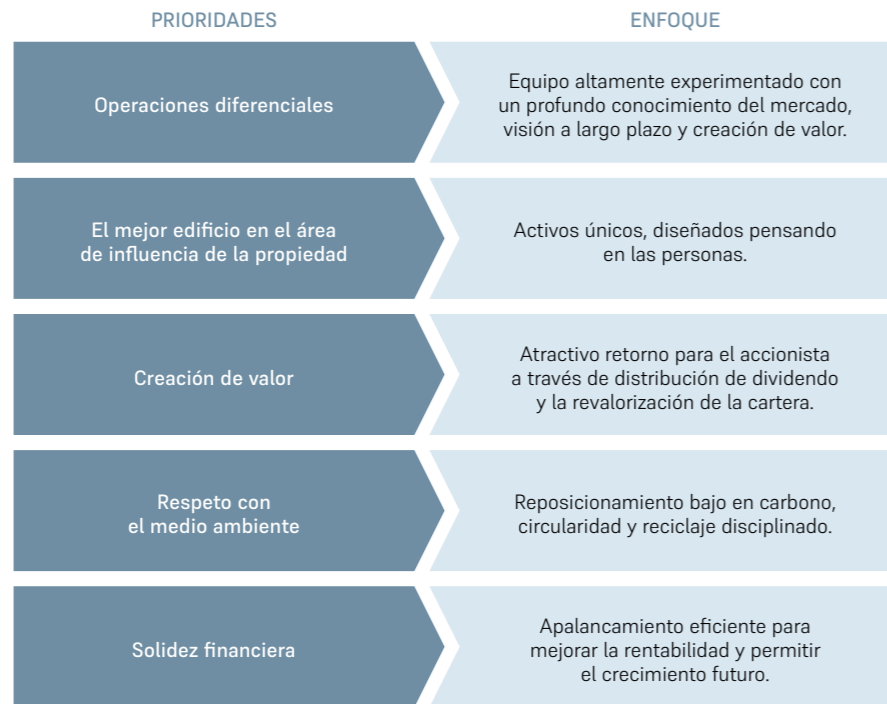 PRIORIDADES
ENFOQUE
Operaciones diferenciales
Equipo altamente experimentado con
un profundo conocimiento del mercado,
visión a largo plazo y creación de valor.
El mejor edificio en el área
de influencia de la propiedad
Activos únicos, diseñados pensando
en las personas.
Creación de valor
Atractivo retorno para el accionista
a través de distribución de dividendo
y la revalorización de la cartera.
Respeto con
el medio ambiente
Reposicionamiento bajo en carbono,
circularidad y reciclaje disciplinado.
Solidez financiera
Apalancamiento eficiente para
mejorar la rentabilidad y permitir
el crecimiento futuro.